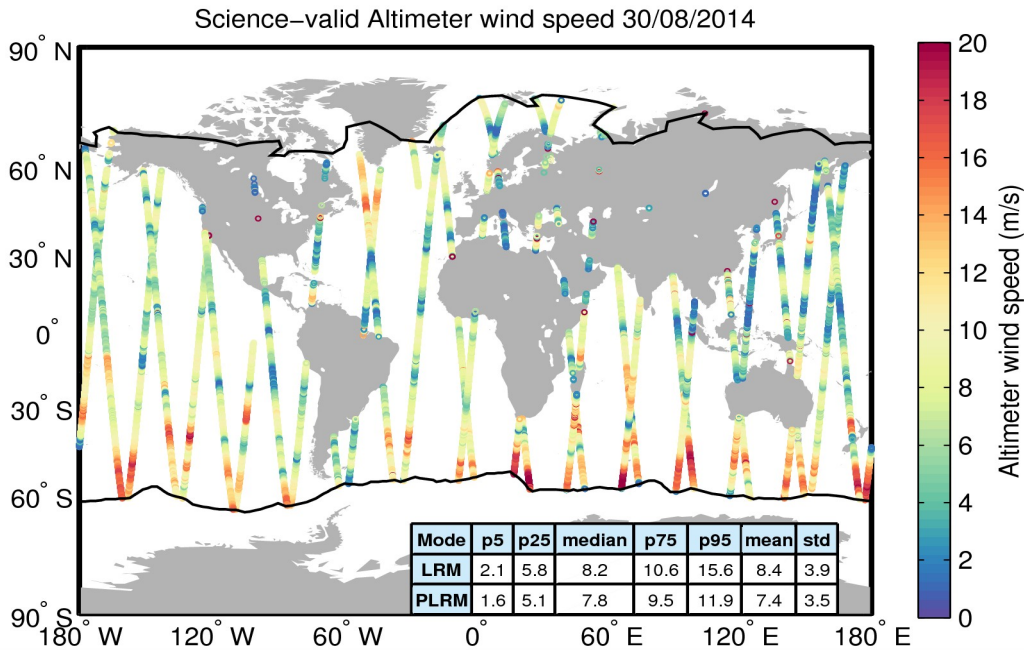 Science−valid Altimeter wind speed 30/08/2014
90° N
60° N
30° N
0°
30° S
60° S
90° S
180° W
120° W
60° W
0°
60° E
120° E
180° E
Mode p5 p25 median p75 p95 mean std
LRM 2.1 5.8 8.2 10.6 15.6 8.4 3.9
PLRM 1.6 5.1 7.8 9.5 11.9 7.4 3.5
20
18
16
14
12
10
8
6
4
2
0
Altimeter wind speed (m/s)